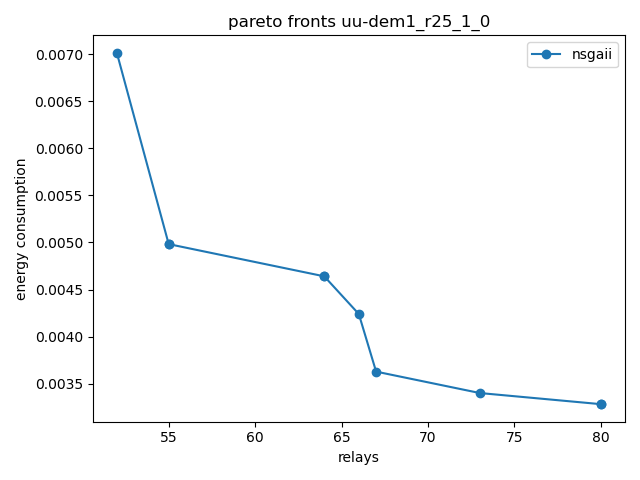 pareto fronts uu-dem1_r25_1_0
nsgaii
energy consumption
0.0070
0.0065
0.0060
0.0055
0.0050
0.0045
0.0040
0.0035
55 60 65 70 75 80
relays